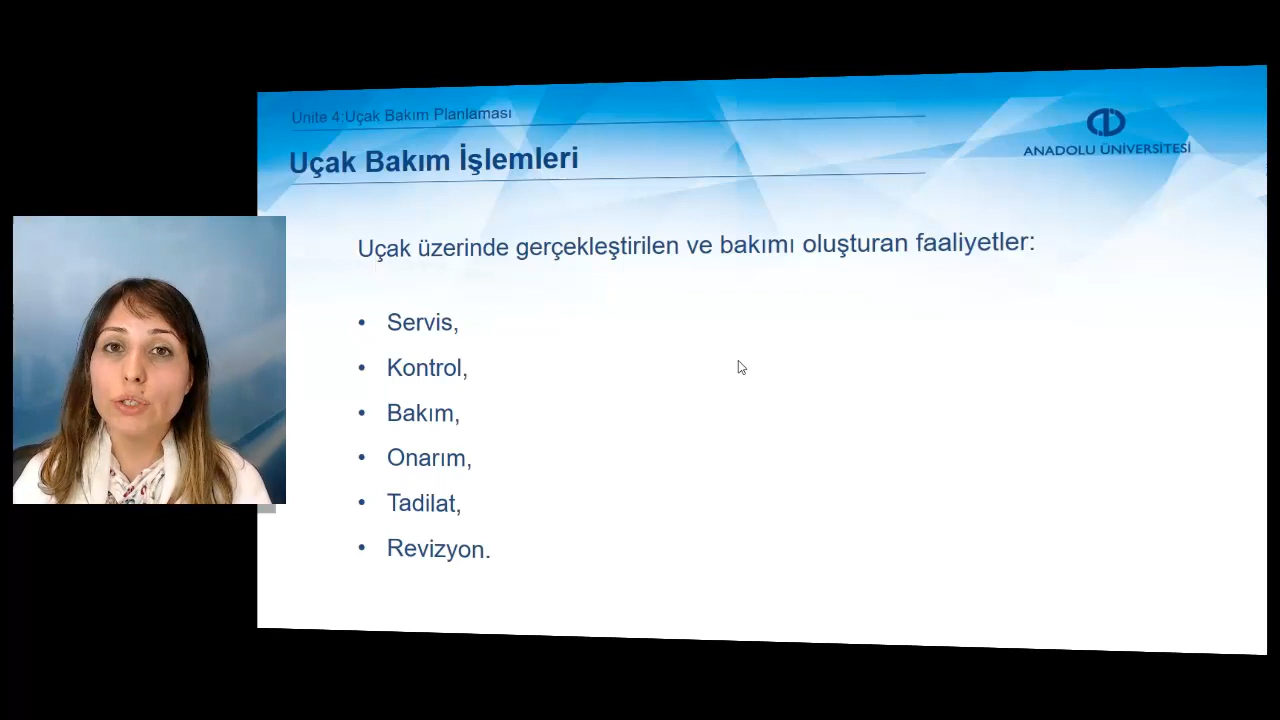 Ünite 4:Uçak Bakım Planlaması
Uçak Bakım İşlemleri
ANADOLU ÜNİVERSİTESİ
Uçak üzerinde gerçekleştirilen ve bakımı oluşturan faaliyetler:
• Servis,
• Kontrol,
• Bakım,
• Onarım,
• Tadilat,
• Revizyon.